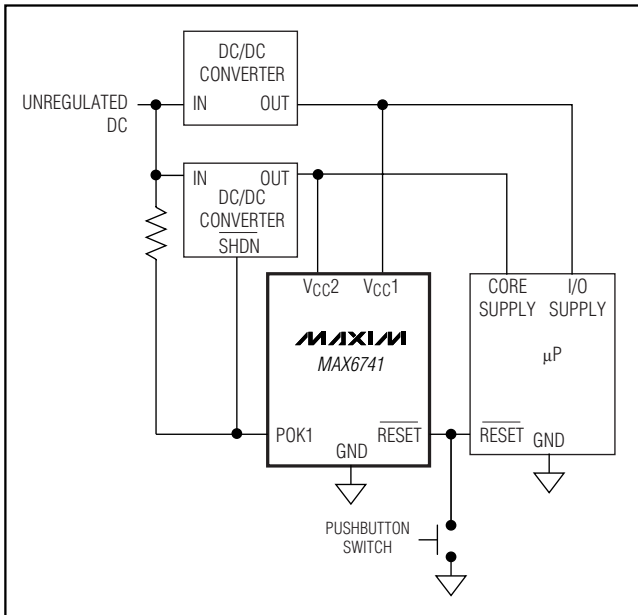 DC/DC
CONVERTER
IN OUT
UNREGULATED
DC
IN OUT
DC/DC
CONVERTER
SHDN
VCC2 VCC1
MAXIM
MAX6741
POK1 RESET
GND
CORE
SUPPLY
I/O
SUPPLY
µP
RESET
GND
PUSHBUTTON
SWITCH